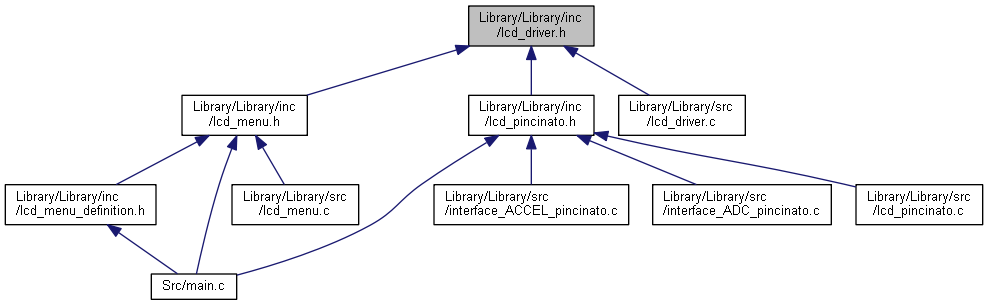 Library/Library/inc
/lcd_driver.h
Library/Library/inc
/lcd_menu.h
Library/Library/inc
/lcd_pincinato.h
Library/Library/src
/lcd_driver.c
Library/Library/inc
/lcd_menu_definition.h
Library/Library/src
/lcd_menu.c
Library/Library/src
/interface_ACCEL_pincinato.c
Library/Library/src
/interface_ADC_pincinato.c
Library/Library/src
/lcd_pincinato.c
Src/main.c